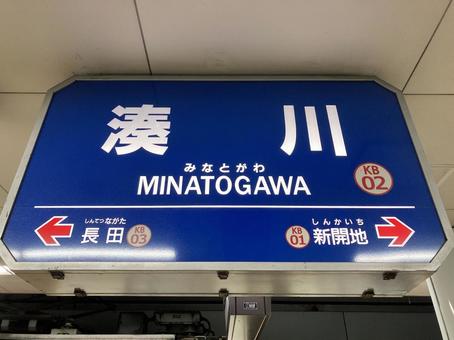 湊川
みなとがわ
MINATOGAWA
KB
02
しんてつ ながた
長田
KB
03
しんかいち
KB
01
新開地